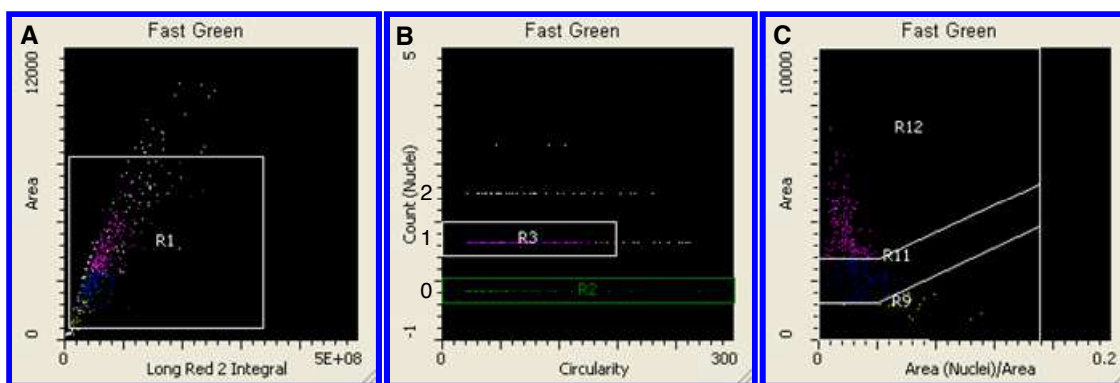 A
Fast Green
12000
Area
R1
0
0
5E+08
Long Red 2 Integral
B
Fast Green
5
Count (Nuclei)
2
1
0
-1
R3
R2
0
300
Circularity
C
Fast Green
10000
Area
R12
R11
R9
0
0
0.2
Area (Nuclei)/Area